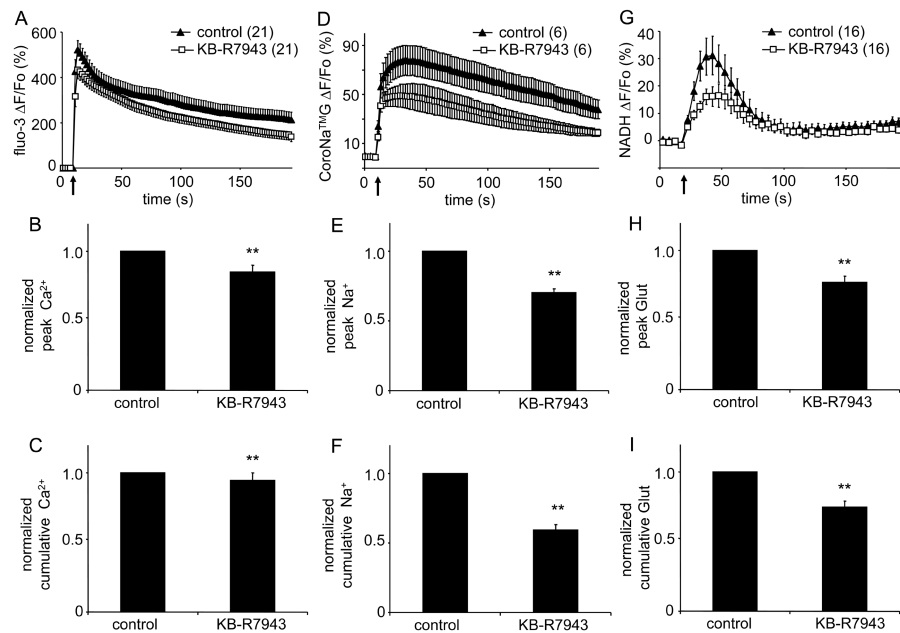 A
control (21)
KB-R7943 (21)
fluo-3 ΔF/Fo (%)
600
400
200
0
0 50 100 150
time (s)
D
control (6)
KB-R7943 (6)
CoroNa™G ΔF/Fo (%)
90
50
10
0 50 100 150
time (s)
G
control (16)
KB-R7943 (16)
NADH ΔF/Fo (%)
40
30
20
10
0
0 50 100 150
time (s)
B
normalized
peak Ca²⁺
1.0
0.5
0
**
control KB-R7943
E
normalized
peak Na⁺
1.0
0.5
0
**
control KB-R7943
H
normalized
peak Glut
1.0
0.5
0
**
control KB-R7943
C
normalized
cumulative Ca²⁺
1.0
0.5
0
**
control KB-R7943
F
normalized
cumulative Na⁺
1.0
0.5
0
**
control KB-R7943
I
normalized
cumulative Glut
1.0
0.5
0
**
control KB-R7943